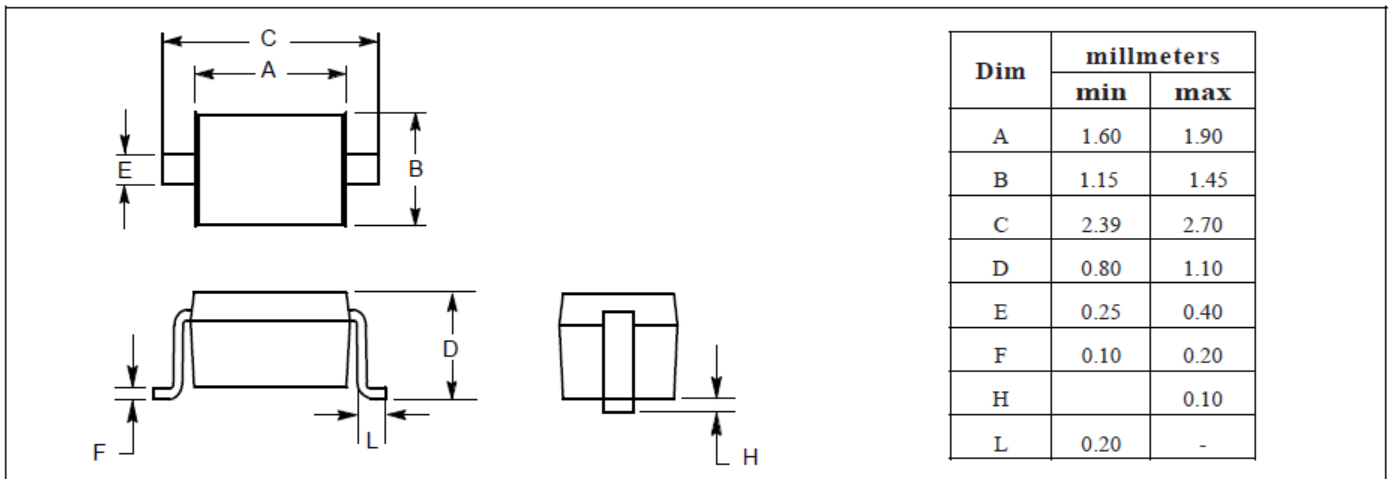 C
A
E
B
D
F
L
H
Dim millmeters
min max
A 1.60 1.90
B 1.15 1.45
C 2.39 2.70
D 0.80 1.10
E 0.25 0.40
F 0.10 0.20
H 0.10
L 0.20 -